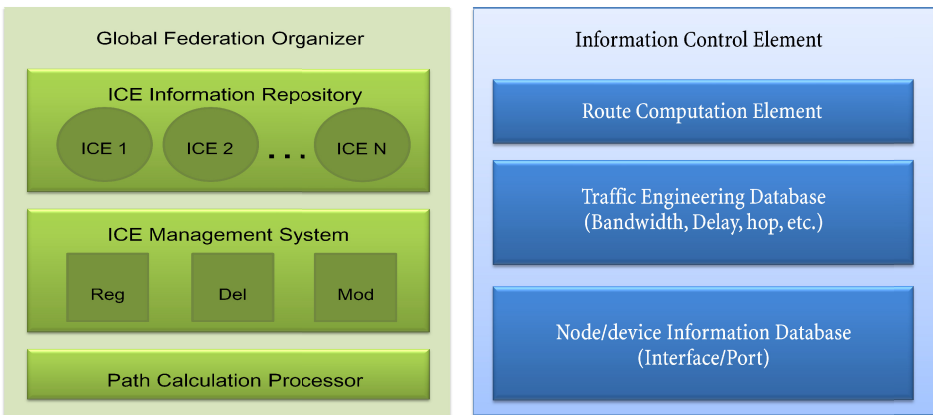 Global Federation Organizer
ICE Information Repository
ICE 1
ICE 2
...
ICE N
ICE Management System
Reg
Del
Mod
Path Calculation Processor
Information Control Element
Route Computation Element
Traffic Engineering Database
(Bandwidth, Delay, hop, etc.)
Node/device Information Database
(Interface/Port)